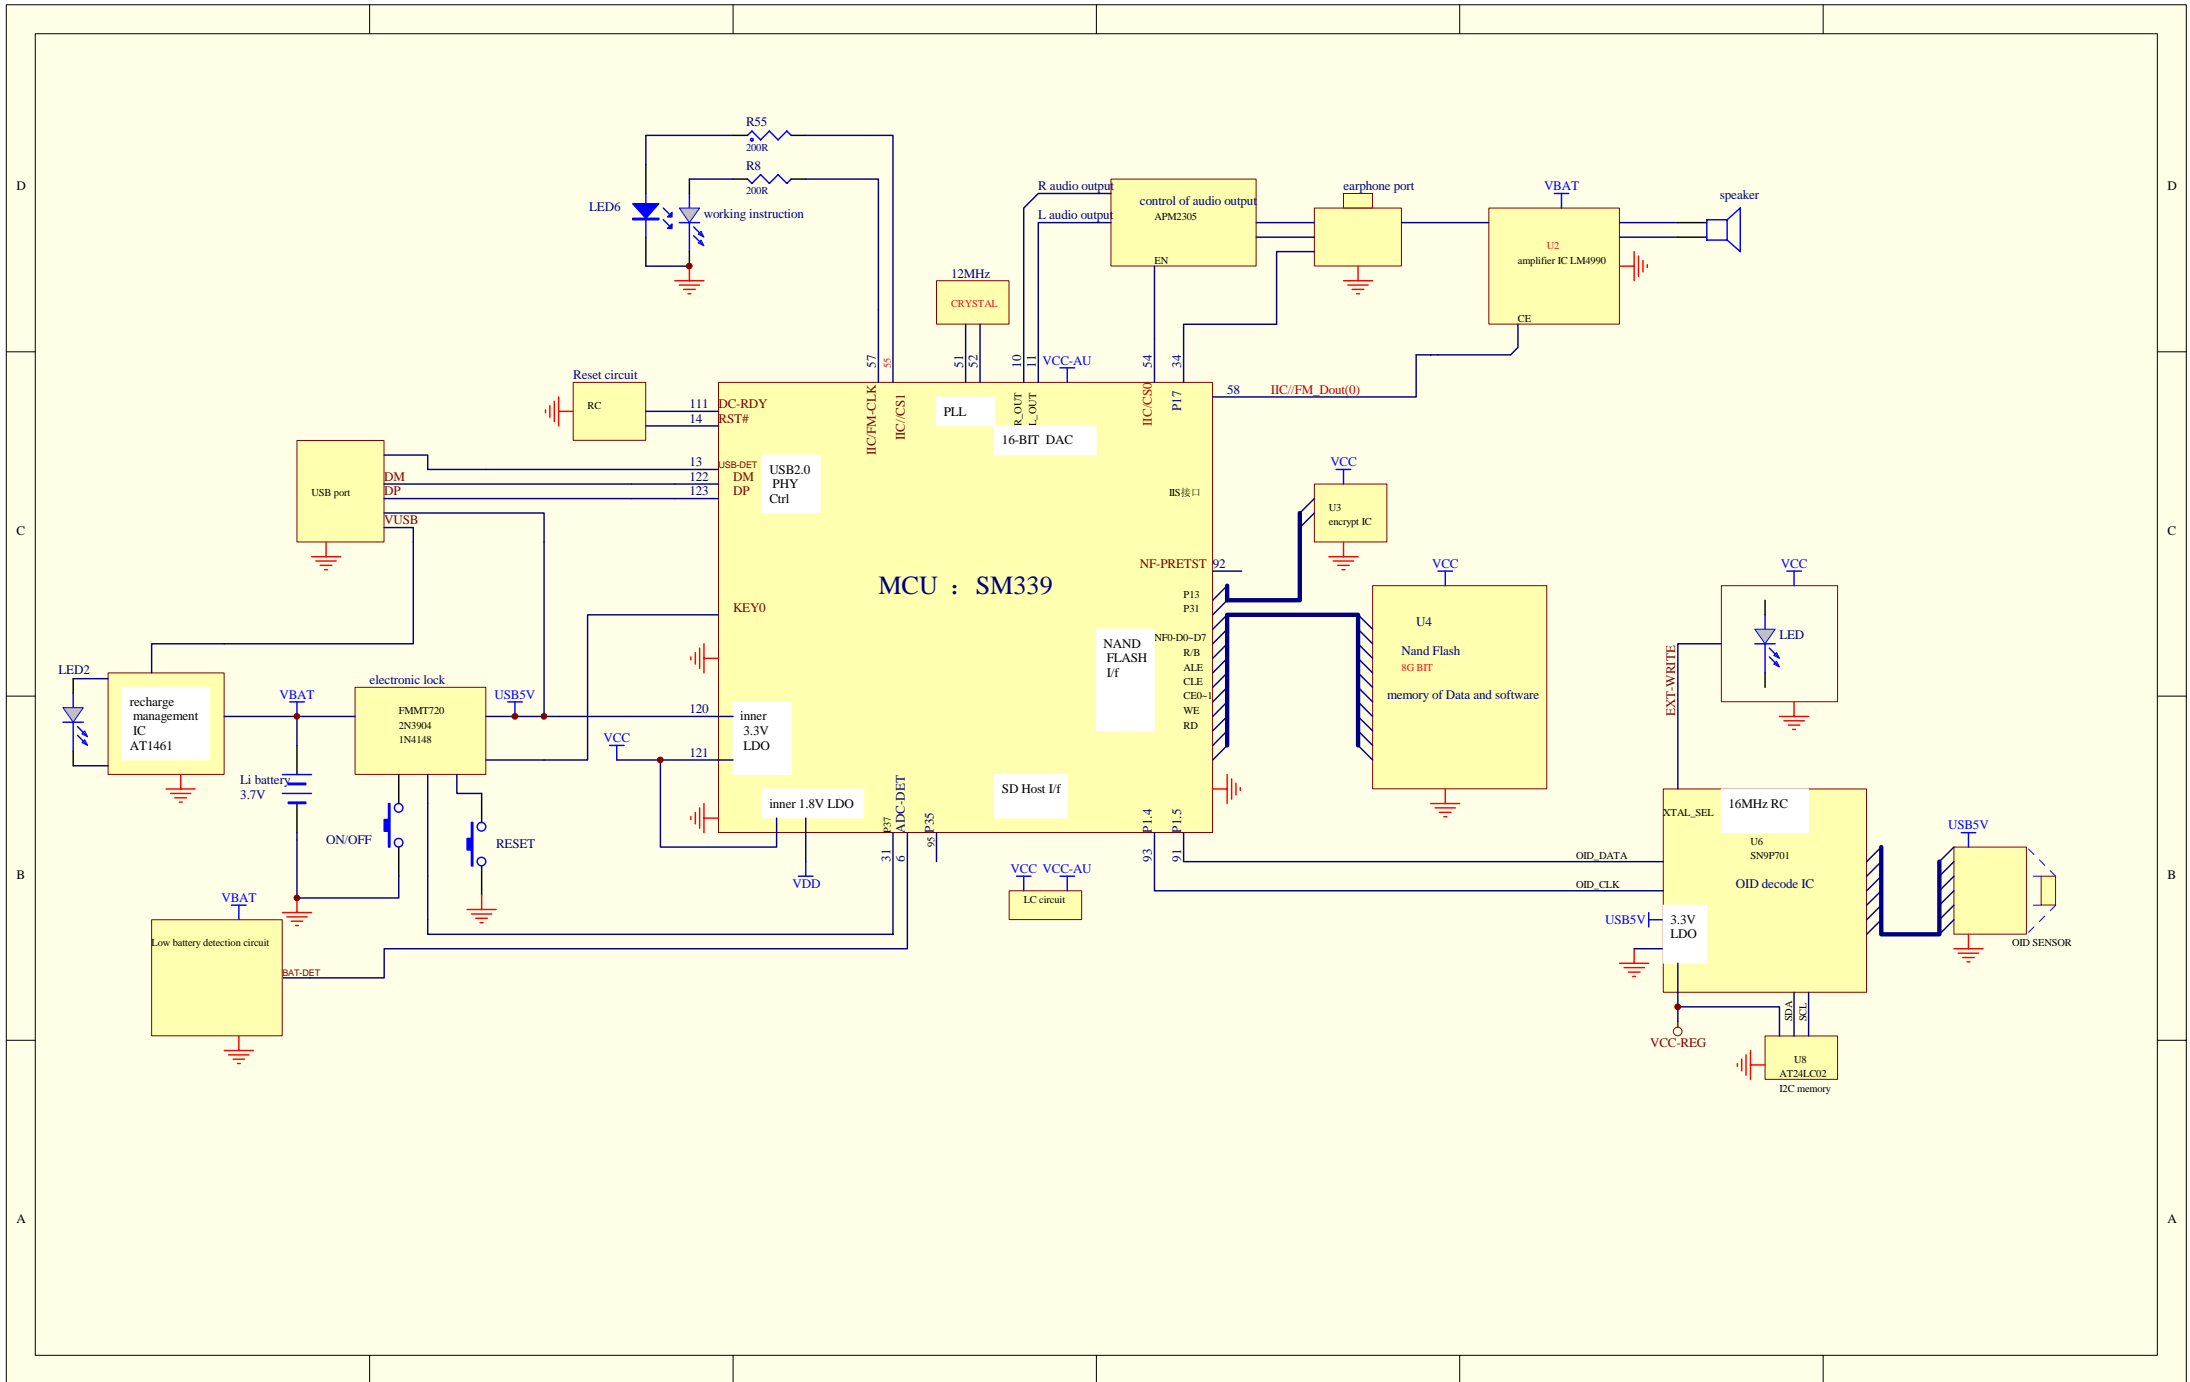 R55
200R
R8
200R
LED6
working instruction
12MHz
CRYSTAL
R audio output
L audio output
control of audio output
APM2305
EN
earphone port
VBAT
U2
amplifier IC LM4990
CE
speaker
D
D
57
55
51
52
10
11
VCC-AU
54
34
58
IIC//FM_Dout(0)
Reset circuit
RC
111
14
DC-RDY
RST#
IIC/FM-CLK
IIC//CS1
PLL
R_OUT
L_OUT
16-BIT DAC
IIC/CS0
P17
USB port
DM
DP
VUSB
13
122
123
USB-DET
DM
DP
USB2.0
PHY
Ctrl
IIS接口
VCC
U3
encrypt IC
C
C
MCU : SM339
NF-PRETST
92
P13
P31
NF0-D0~D7
R/B
ALE
CLE
CE0~1
WE
RD
NAND
FLASH
I/f
VCC
U4
Nand Flash
8G BIT
memory of Data and software
VCC
LED
EXT-WRITE
KEY0
LED2
recharge
management
IC
AT1461
VBAT
electronic lock
FMMT720
2N3904
1N4148
USB5V
120
121
VCC
inner
3.3V
LDO
inner 1.8V LDO
SD Host I/f
Li battery
3.7V
ON/OFF
RESET
P37
ADC-DET
P35
31
6
95
VDD
P1.4
P1.5
93
91
VCC
VCC-AU
LC circuit
OID_DATA
OID_CLK
XTAL_SEL
16MHz RC
U6
SN9P701
OID decode IC
USB5V
3.3V
LDO
USB5V
OID SENSOR
B
B
VBAT
Low battery detection circuit
BAT-DET
SDA
SCL
VCC-REG
U8
AT24LC02
I2C memory
A
A